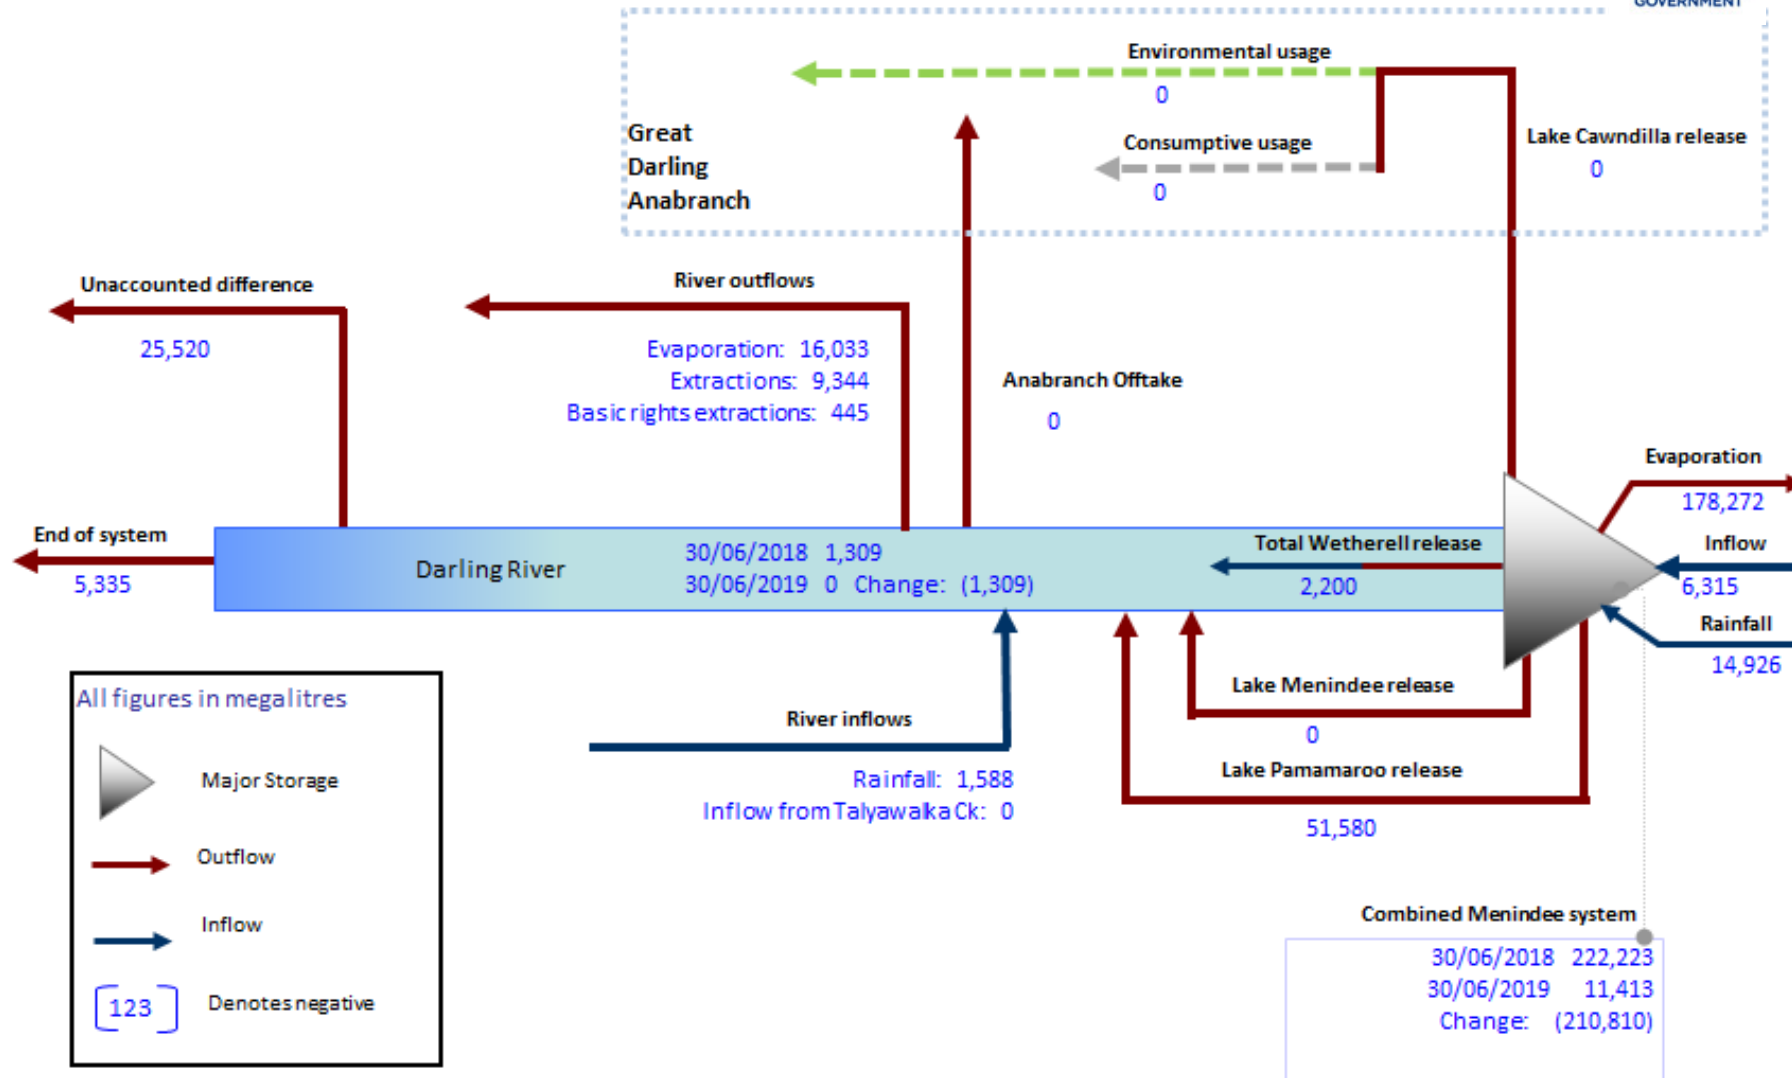 GOVERNMENT
Environmental usage
0
Great
Darling
Anabranch
Consumptive usage
0
Lake Cawndilla release
0
Unaccounted difference
25,520
River outflows
Evaporation: 16,033
Extractions: 9,344
Basic rights extractions: 445
Anabranch Offtake
0
Evaporation
178,272
End of system
5,335
Darling River
30/06/2018 1,309
30/06/2019 0 Change: (1,309)
Total Wetherell release
2,200
Inflow
6,315
Rainfall
14,926
Lake Menindee release
0
River inflows
Rainfall: 1,588
Inflow from Talyawalka Ck: 0
Lake Pamamaroo release
51,580
All figures in megalitres
Major Storage
Outflow
Inflow
123 Denotes negative
Combined Menindee system
30/06/2018 222,223
30/06/2019 11,413
Change: (210,810)